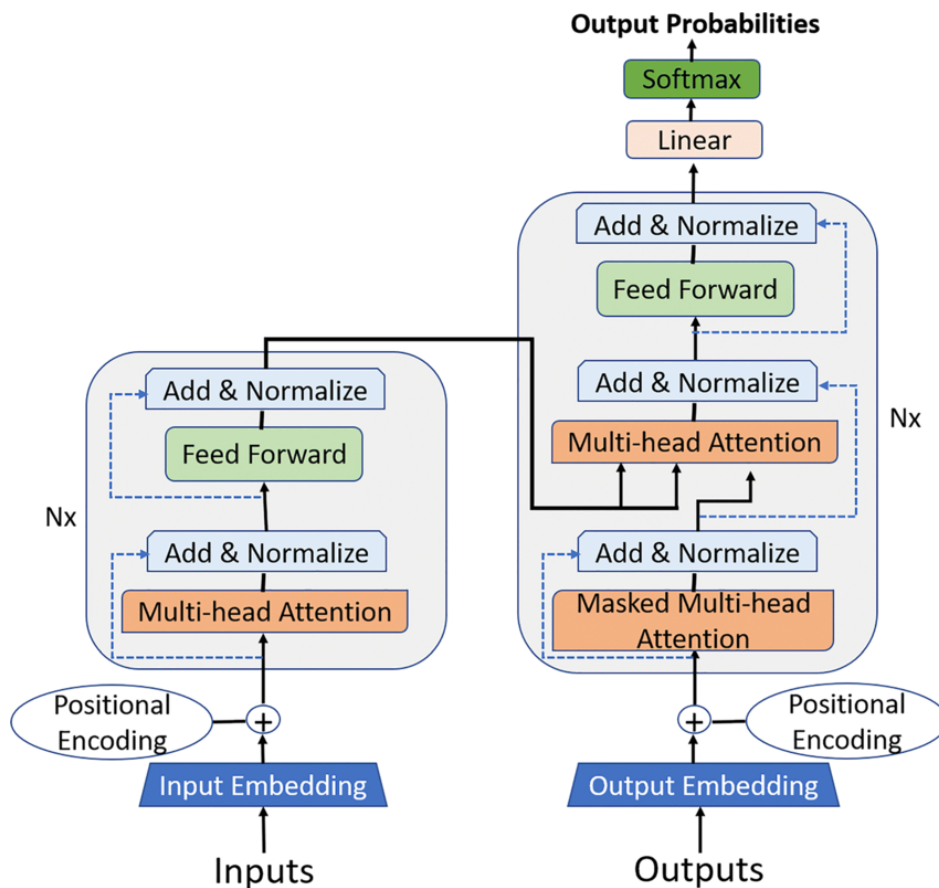 Output Probabilities
Softmax
Linear
Add & Normalize
Feed Forward
Add & Normalize
Multi-head Attention
Nx
Add & Normalize
Masked Multi-head
Attention
Positional
Encoding
+
Output Embedding
Outputs
Add & Normalize
Feed Forward
Nx
Add & Normalize
Multi-head Attention
Positional
Encoding
+
Input Embedding
Inputs